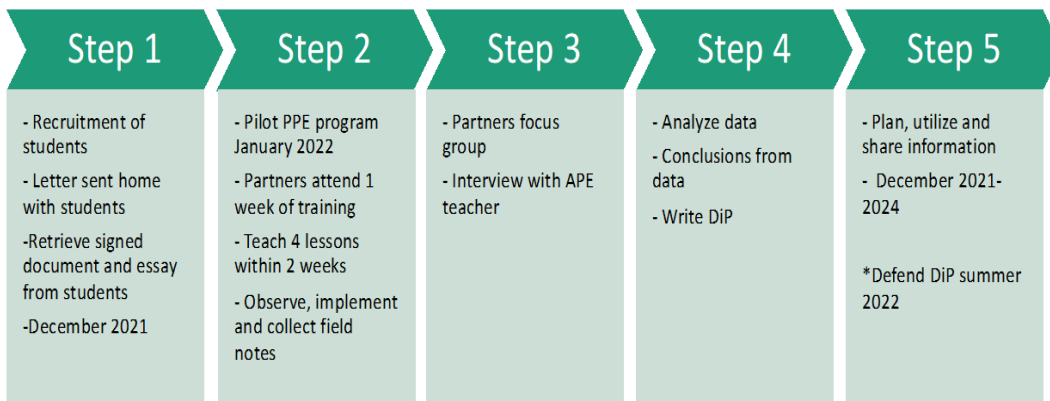 Step 1
- Recruitment of
students
- Letter sent home
with students
-Retrieve signed
document and essay
from students
-December 2021
Step 2
- Pilot PPE program
January 2022
- Partners attend 1
week of training
- Teach 4 lessons
within 2 weeks
- Observe, implement
and collect field
notes
Step 3
- Partners focus
group
- Interview with APE
teacher
Step 4
- Analyze data
- Conclusions from
data
- Write DiP
Step 5
- Plan, utilize and
share information
- December 2021-
2024
*Defend DiP summer
2022